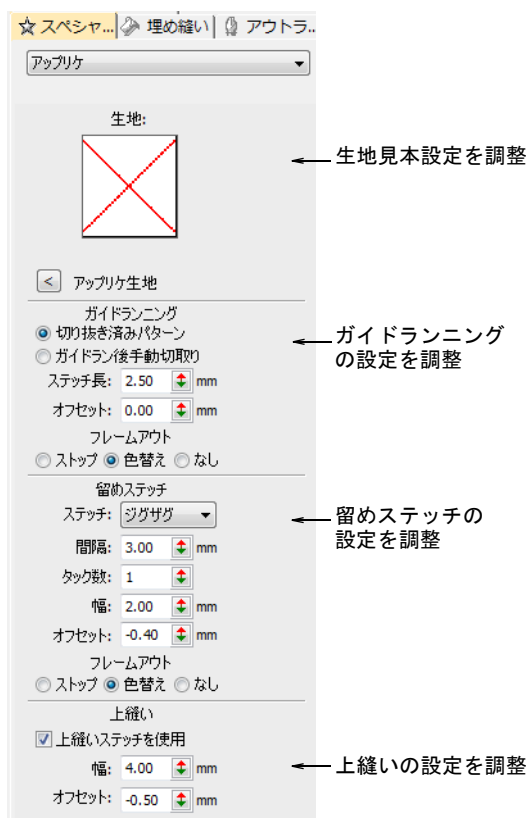 スペシャ... 埋め縫い アウトラ..
アップリケ
生地:
生地見本設定を調整
< アップリケ生地
ガイドランニング
切り抜き済みパターン
ガイドラン後手動切取り
ガイドランニング
の設定を調整
ステッチ長: 2.50 mm
オフセット: 0.00 mm
フレームアウト
ストップ 色替え なし
留めステッチ
ステッチ: ジグザグ
留めステッチの
設定を調整
間隔: 3.00 mm
タック数: 1
幅: 2.00 mm
オフセット: -0.40 mm
フレームアウト
ストップ 色替え なし
上縫い
上縫いステッチを使用
幅: 4.00 mm
上縫いの設定を調整
オフセット: -0.50 mm